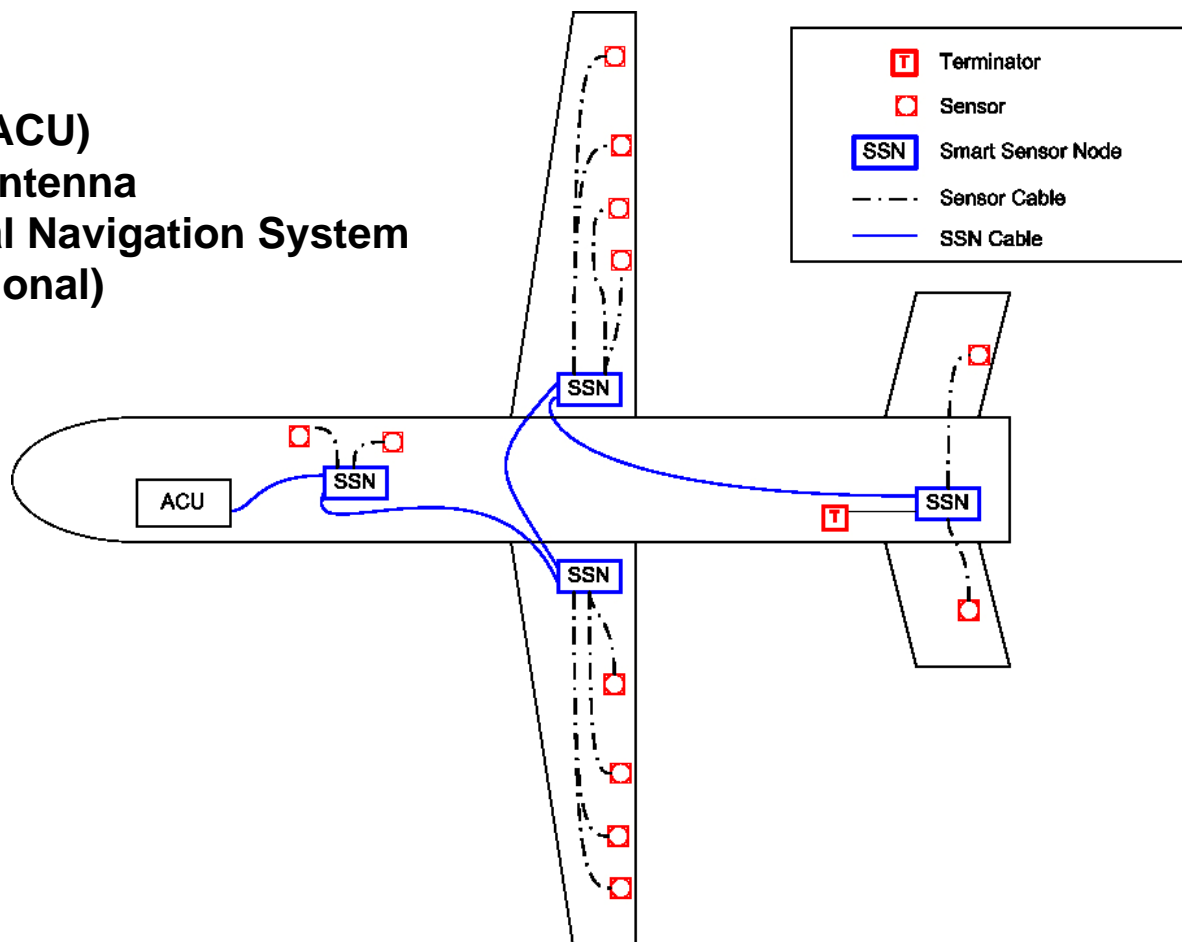 ACU)
ntenna
al Navigation System
onal)
T Terminator
Sensor
SSN Smart Sensor Node
Sensor Cable
SSN Cable
SSN
SSN
ACU
SSN
T
SSN